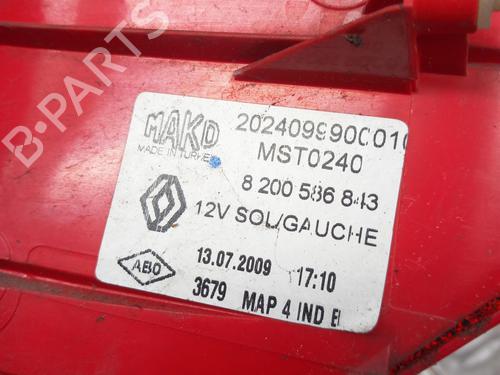 B-PARTS
MAKO
MADE IN TURKEY
2024099900010
MST0240
8 200 586 843
12V SOL/GAUCHE
ABO
13.07.2009 17:10
3679 MAP 4 IND E